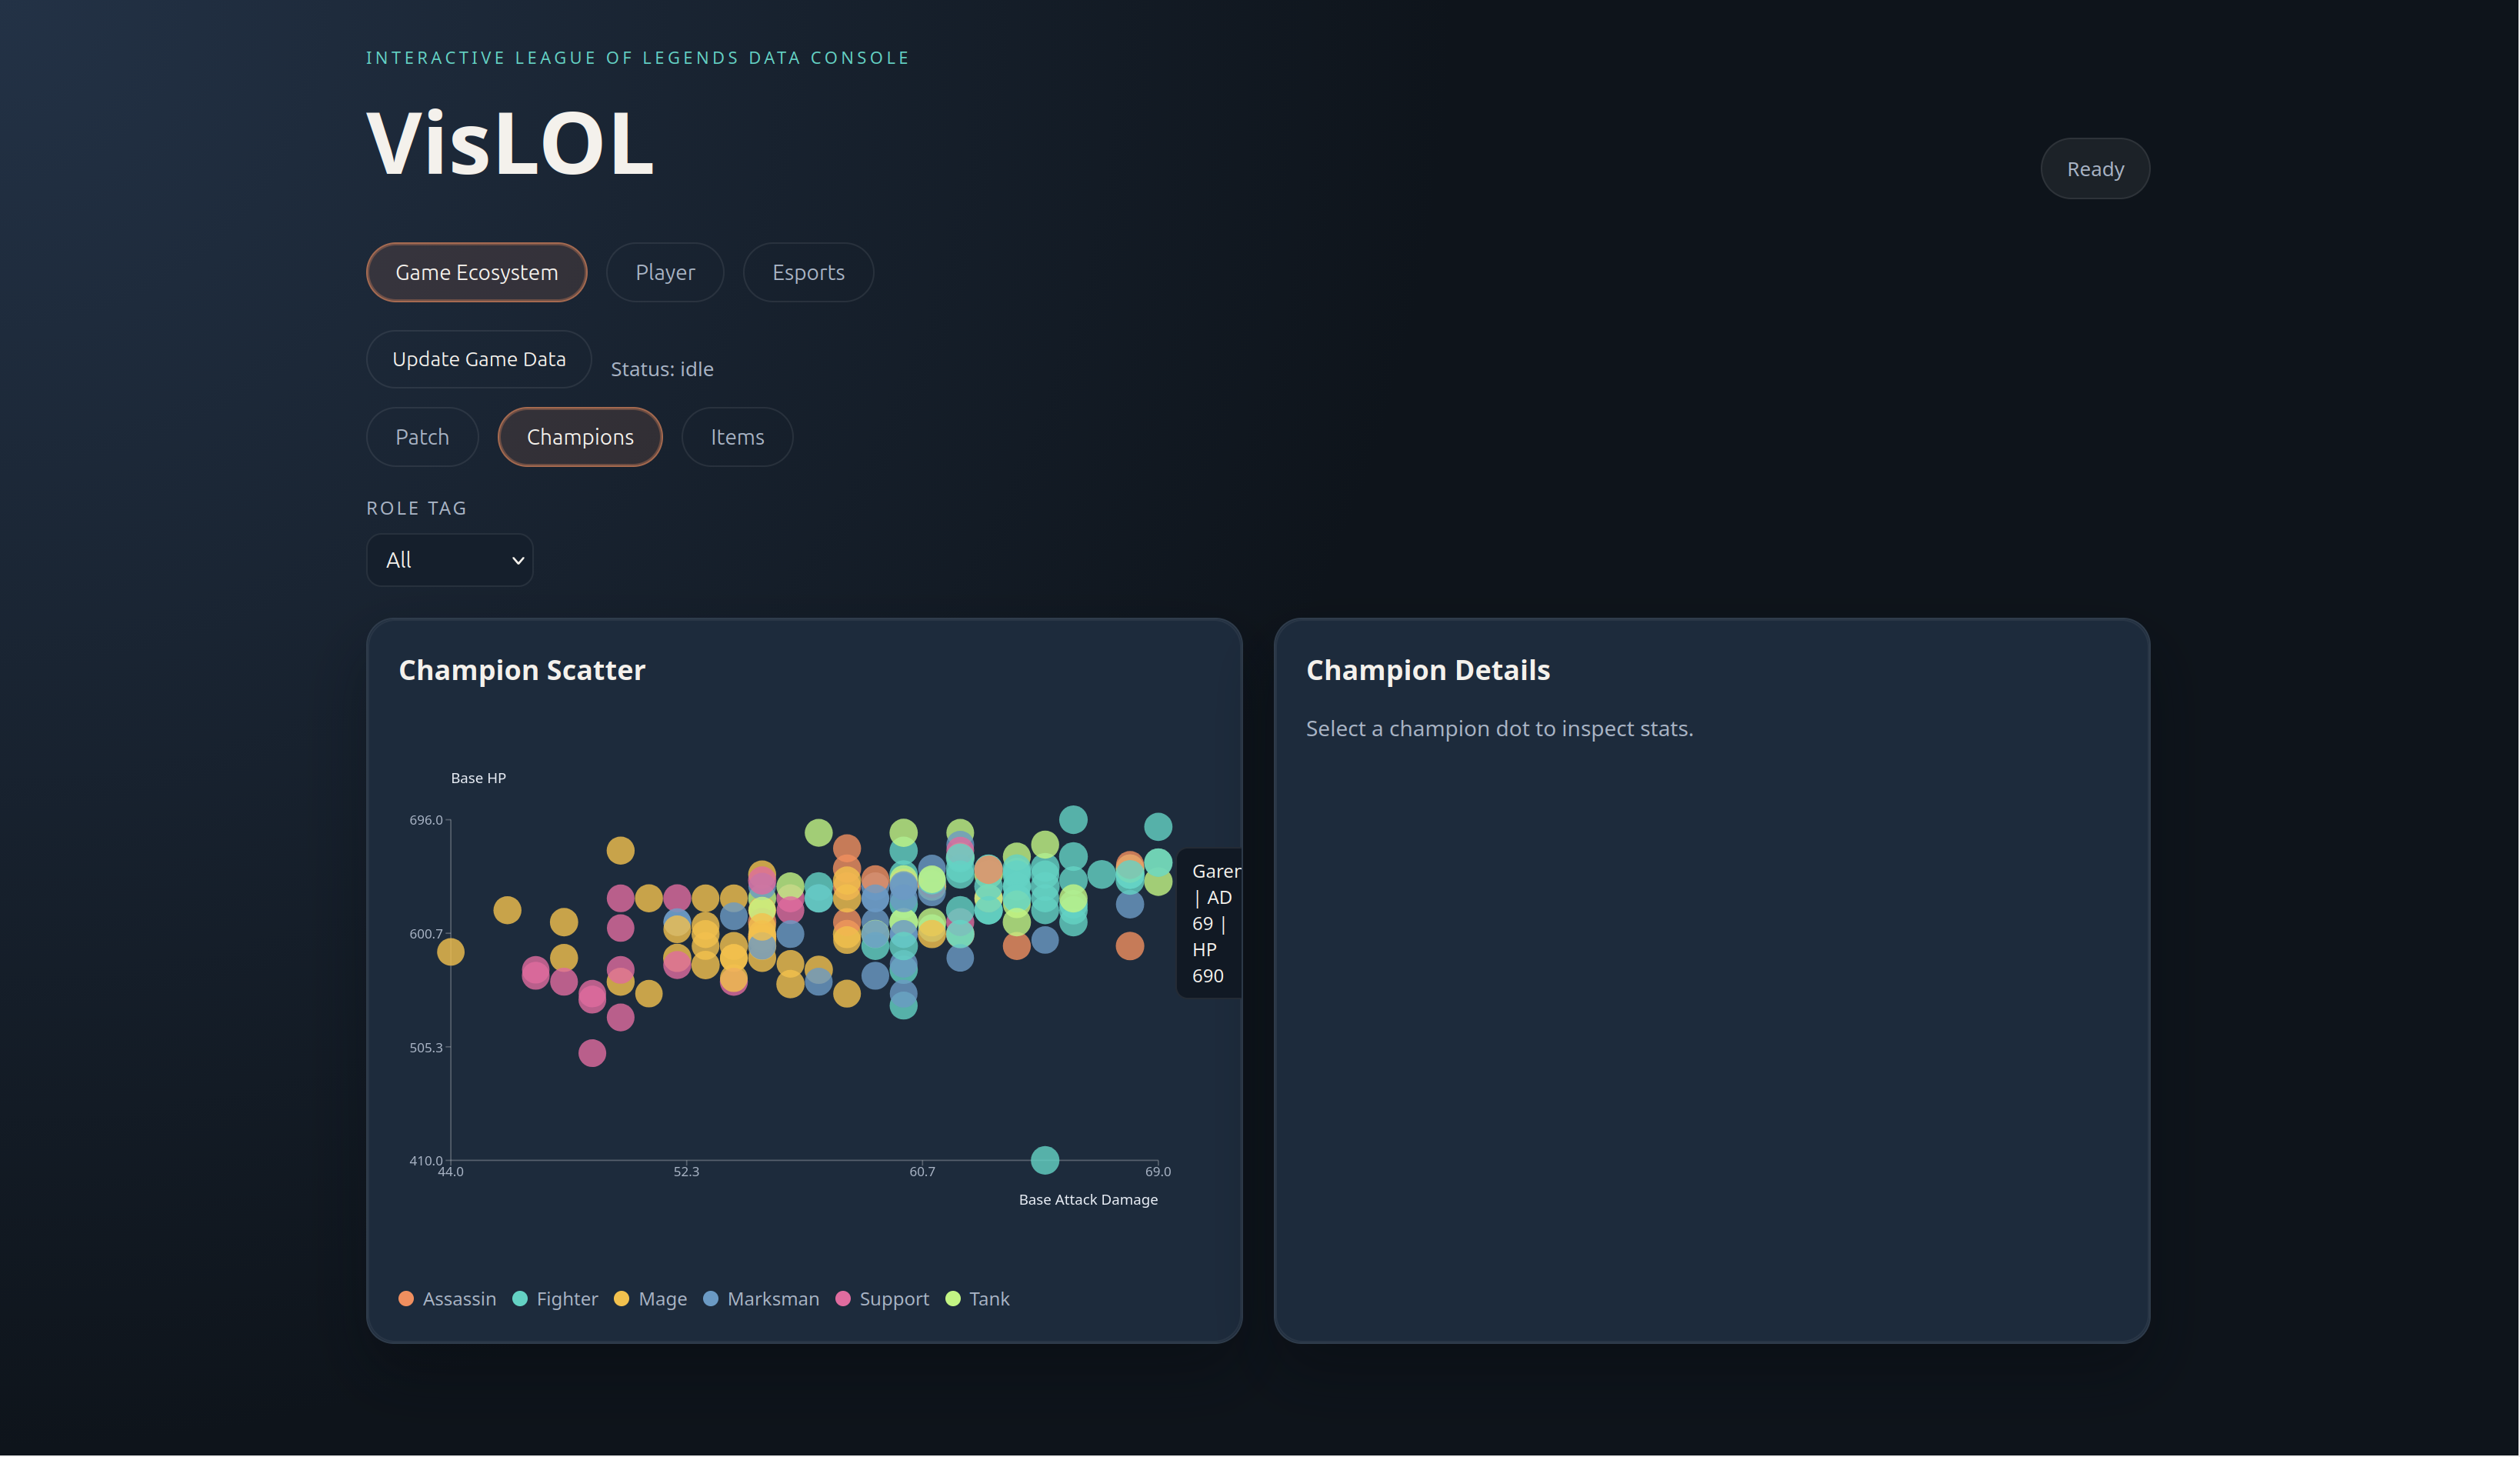 INTERACTIVE LEAGUE OF LEGENDS DATA CONSOLE
VisLOL
Ready
Game Ecosystem
Player
Esports
Update Game Data
Status: idle
Patch
Champions
Items
ROLE TAG
All
Champion Scatter
Base HP
696.0
600.7
505.3
410.0
44.0
52.3
60.7
69.0
Base Attack Damage
Garen
| AD
69 |
HP
690
Assassin
Fighter
Mage
Marksman
Support
Tank
Champion Details
Select a champion dot to inspect stats.